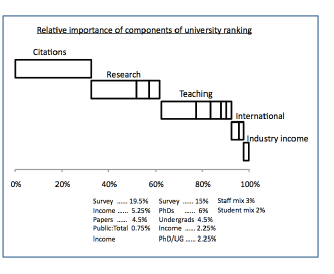 Relative importance of components of university ranking
Citations
Research
Teaching
International
Industry income
0% 20% 40% 60% 80% 100%
Survey ...... 19.5% Survey ...... 15% Staff mix 3%
Income ...... 5.25% PhDs ...... 6% Student mix 2%
Papers ...... 4.5% Undergrads 4.5%
Public:Total 0.75% Income ...... 2.25%
Income PhD/UG ...... 2.25%